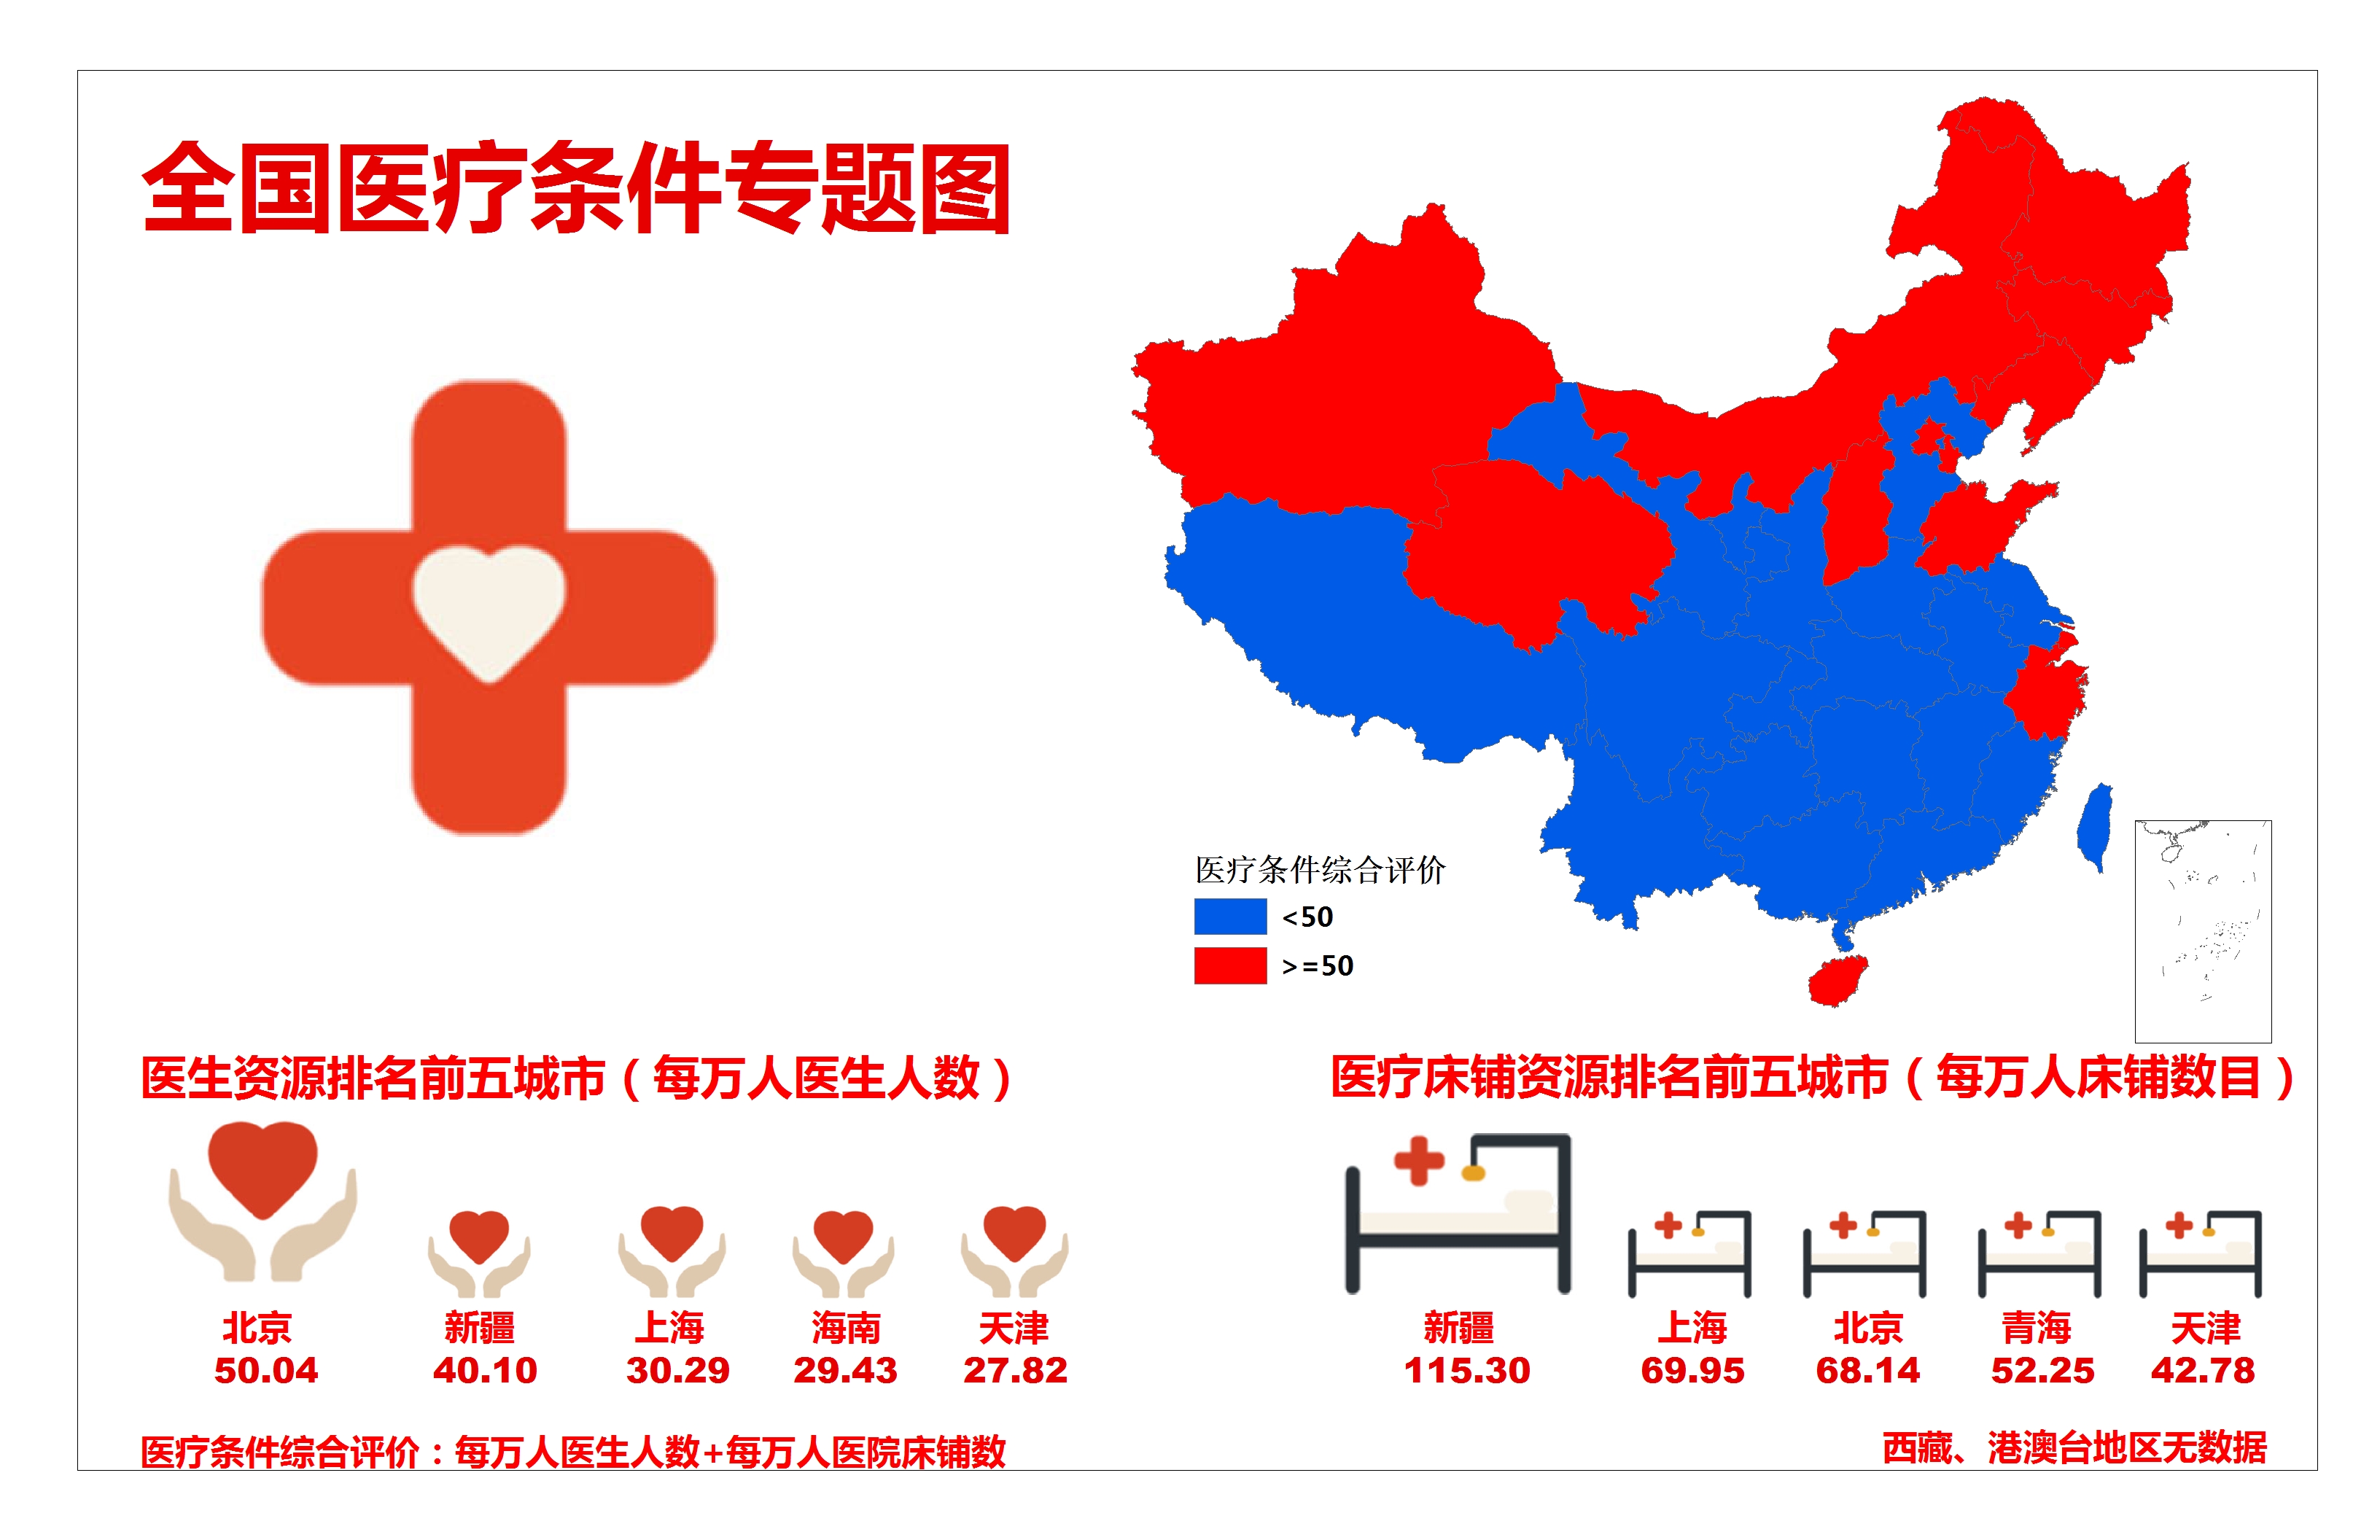 全国医疗条件专题图
医疗条件综合评价
<50
>=50
医生资源排名前五城市（每万人医生人数）
北京
50.04
新疆
40.10
上海
30.29
海南
29.43
天津
27.82
医疗床铺资源排名前五城市（每万人床铺数目）
新疆
115.30
上海
69.95
北京
68.14
青海
52.25
天津
42.78
医疗条件综合评价：每万人医生人数+每万人医院床铺数
西藏、港澳台地区无数据